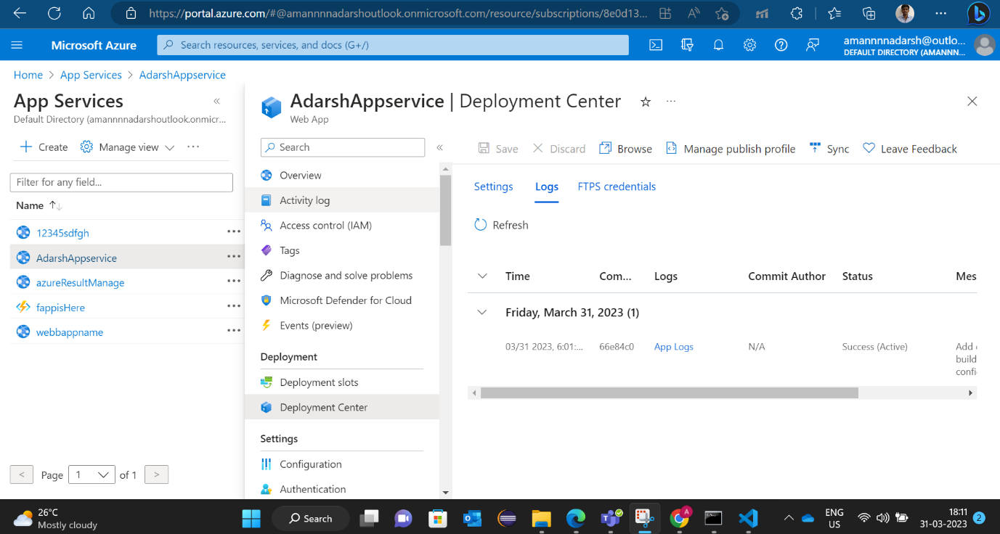 https://portal.azure.com/#@amannnnadarshoutlook.onmicrosoft.com/resource/subscriptions/8e0d13...
Microsoft Azure
Search resources, services, and docs (G+/)
amannnnadarsh@outlo...
DEFAULT DIRECTORY (AMANNN...
Home > App Services > AdarshAppservice
App Services
Default Directory (amannnnadarshoutlook.onmicr...
Create Manage view ...
Filter for any field...
Name
12345sdfgh
AdarshAppservice
azureResultManage
fappisHere
webbappname
< Page 1 of 1 >
AdarshAppservice | Deployment Center
Web App
Search
Overview
Activity log
Access control (IAM)
Tags
Diagnose and solve problems
Microsoft Defender for Cloud
Events (preview)
Deployment
Deployment slots
Deployment Center
Settings
Configuration
Authentication
Save Discard Browse Manage publish profile Sync Leave Feedback
Settings Logs FTPS credentials
Refresh
Time Com... Logs Commit Author Status Mes
Friday, March 31, 2023 (1)
03/31 2023, 6:01:... 66e84c0 App Logs N/A Success (Active) Add
build
confi
26°C
Mostly cloudy
Search
A
ENG
US
18:11
31-03-2023
2